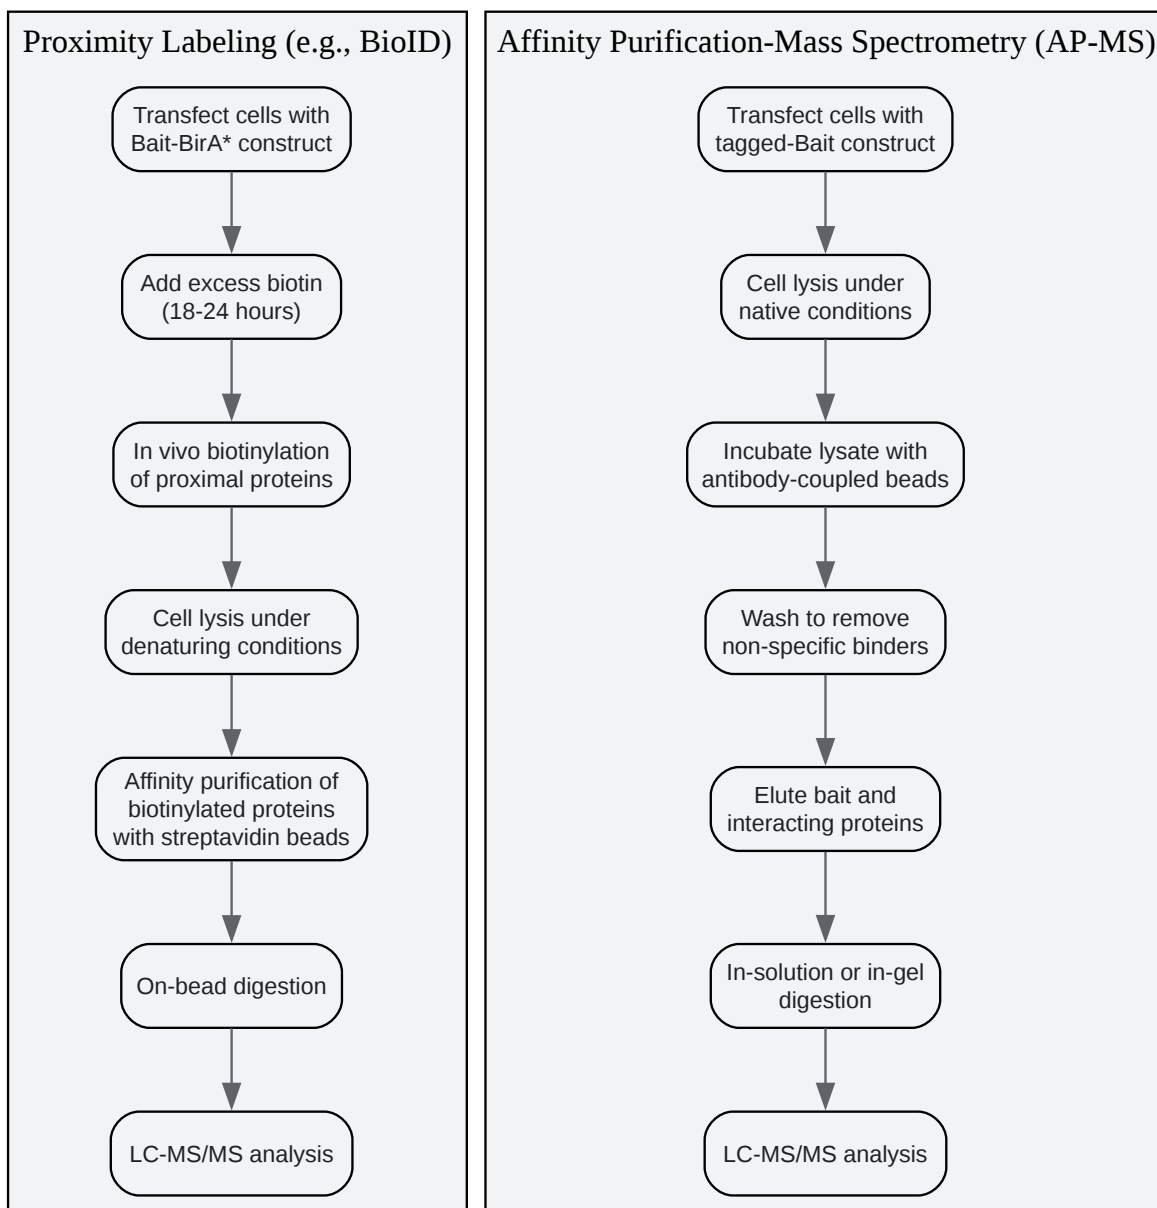 Proximity Labeling (e.g., BioID)
Transfect cells with
Bait-BirA* construct
Add excess biotin
(18-24 hours)
In vivo biotinylation
of proximal proteins
Cell lysis under
denaturing conditions
Affinity purification of
biotinylated proteins
with streptavidin beads
On-bead digestion
LC-MS/MS analysis
Affinity Purification-Mass Spectrometry (AP-MS)
Transfect cells with
tagged-Bait construct
Cell lysis under
native conditions
Incubate lysate with
antibody-coupled beads
Wash to remove
non-specific binders
Elute bait and
interacting proteins
In-solution or in-gel
digestion
LC-MS/MS analysis